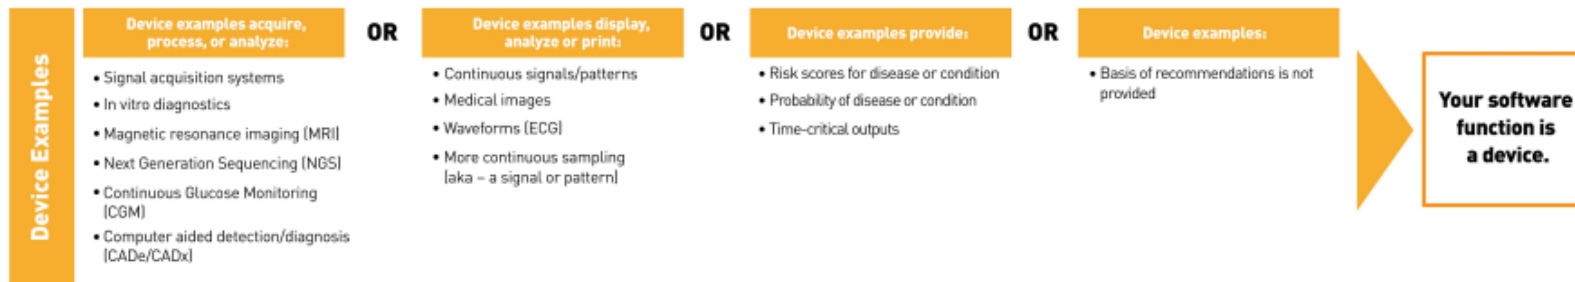 Device Examples
Device examples acquire,
process, or analyze:
• Signal acquisition systems
• In vitro diagnostics
• Magnetic resonance imaging (MRI)
• Next Generation Sequencing (NGS)
• Continuous Glucose Monitoring
(CGM)
• Computer aided detection/diagnosis
(CADe/CADx)
OR
Device examples display,
analyze or print:
• Continuous signals/patterns
• Medical images
• Waveforms (ECG)
• More continuous sampling
(aka – a signal or pattern)
OR
Device examples provide:
• Risk scores for disease or condition
• Probability of disease or condition
• Time-critical outputs
OR
Device examples:
• Basis of recommendations is not
provided
Your software
function is
a device.